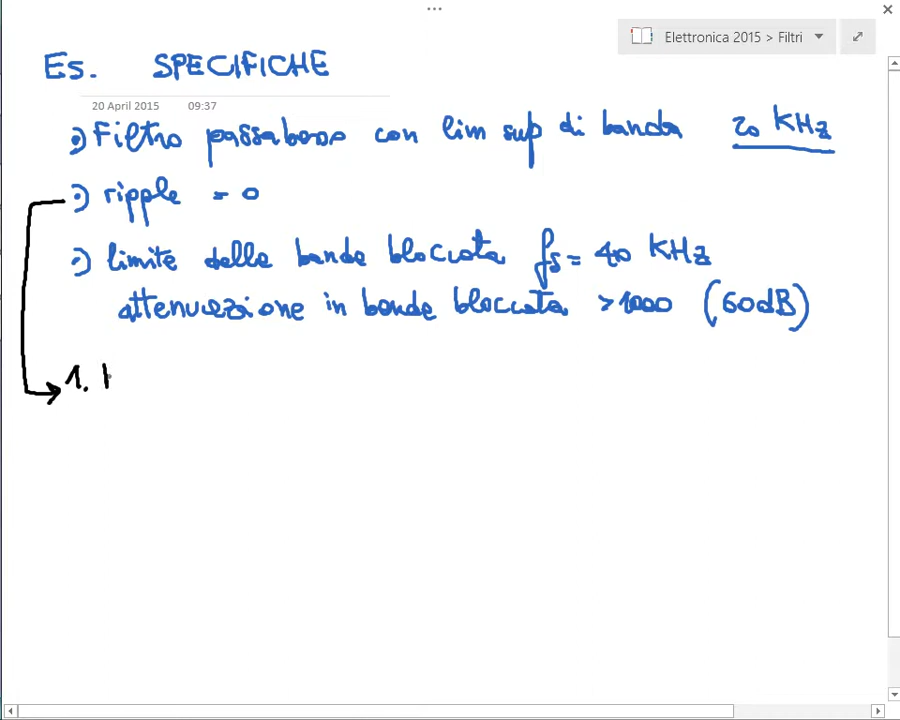 Elettronica 2015 > Filtri
Es. SPECIFICHE
20 April 2015 09:37
•) Filtro passabasso con lim sup di banda 20 KHz
•) ripple = 0
•) limite della banda bloccata fs = 40 KHz
attenuazione in banda bloccata >1000 (60dB)
1.